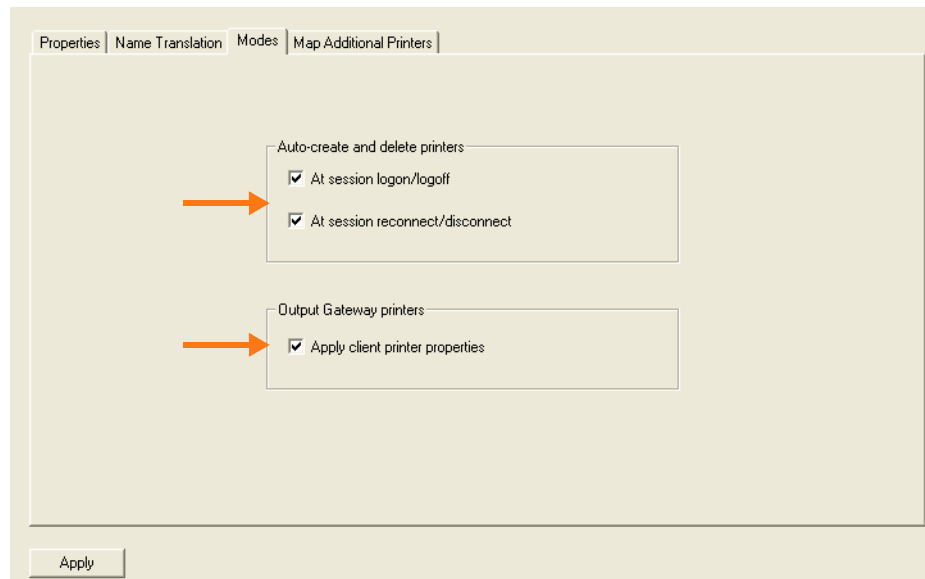 Properties Name Translation Modes Map Additional Printers
Auto-create and delete printers
At session logon/logoff
At session reconnect/disconnect
Output Gateway printers
Apply client printer properties
Apply